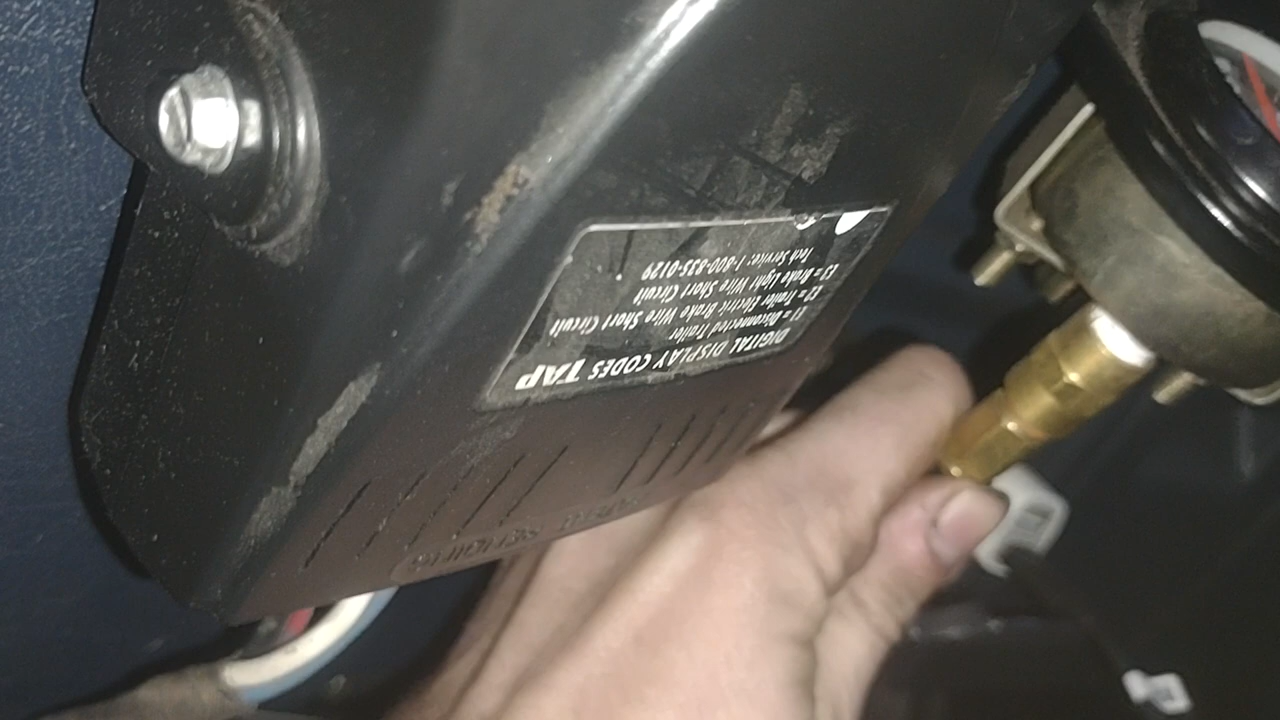 DIGITAL DISPLAY CODES TAP
E1 = Disconnected Trailer
E2 = Trailer Electric Brake Wire Short Circuit
E3 = Brake Light Wire Short Circuit
Tech Service: 1-800-835-0129